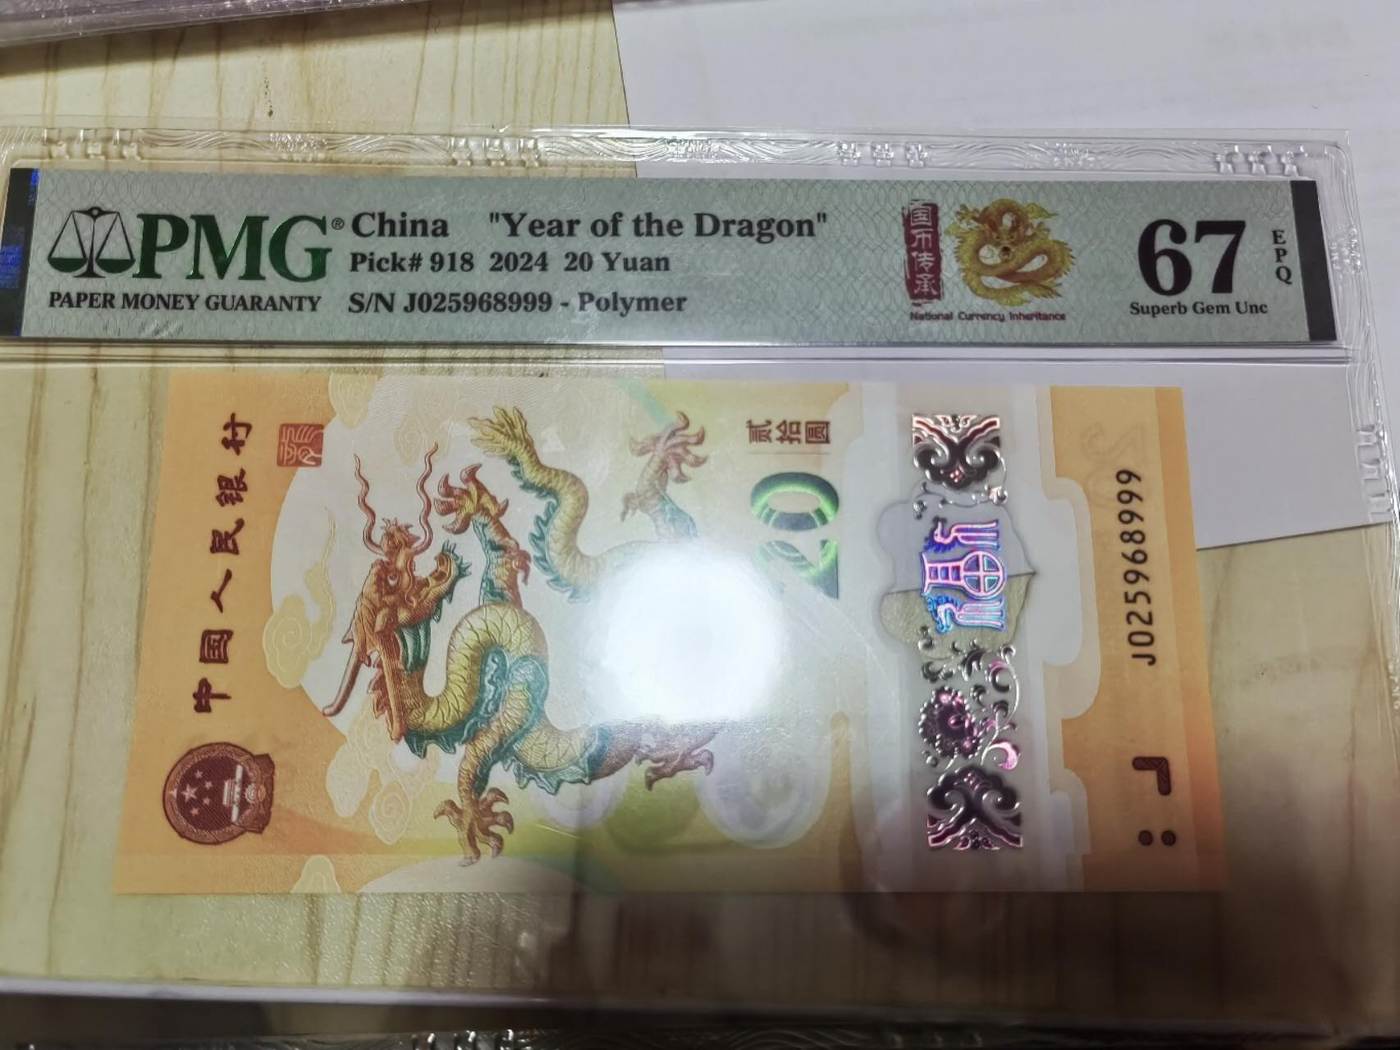 PMG® China "Year of the Dragon"
Pick# 918 2024 20 Yuan
PAPER MONEY GUARANTY S/N J025968999 - Polymer
国币传承
National Currency Inheritance
67 EPQ
Superb Gem Unc
中国人民银行
贰拾圆
20
J025968999